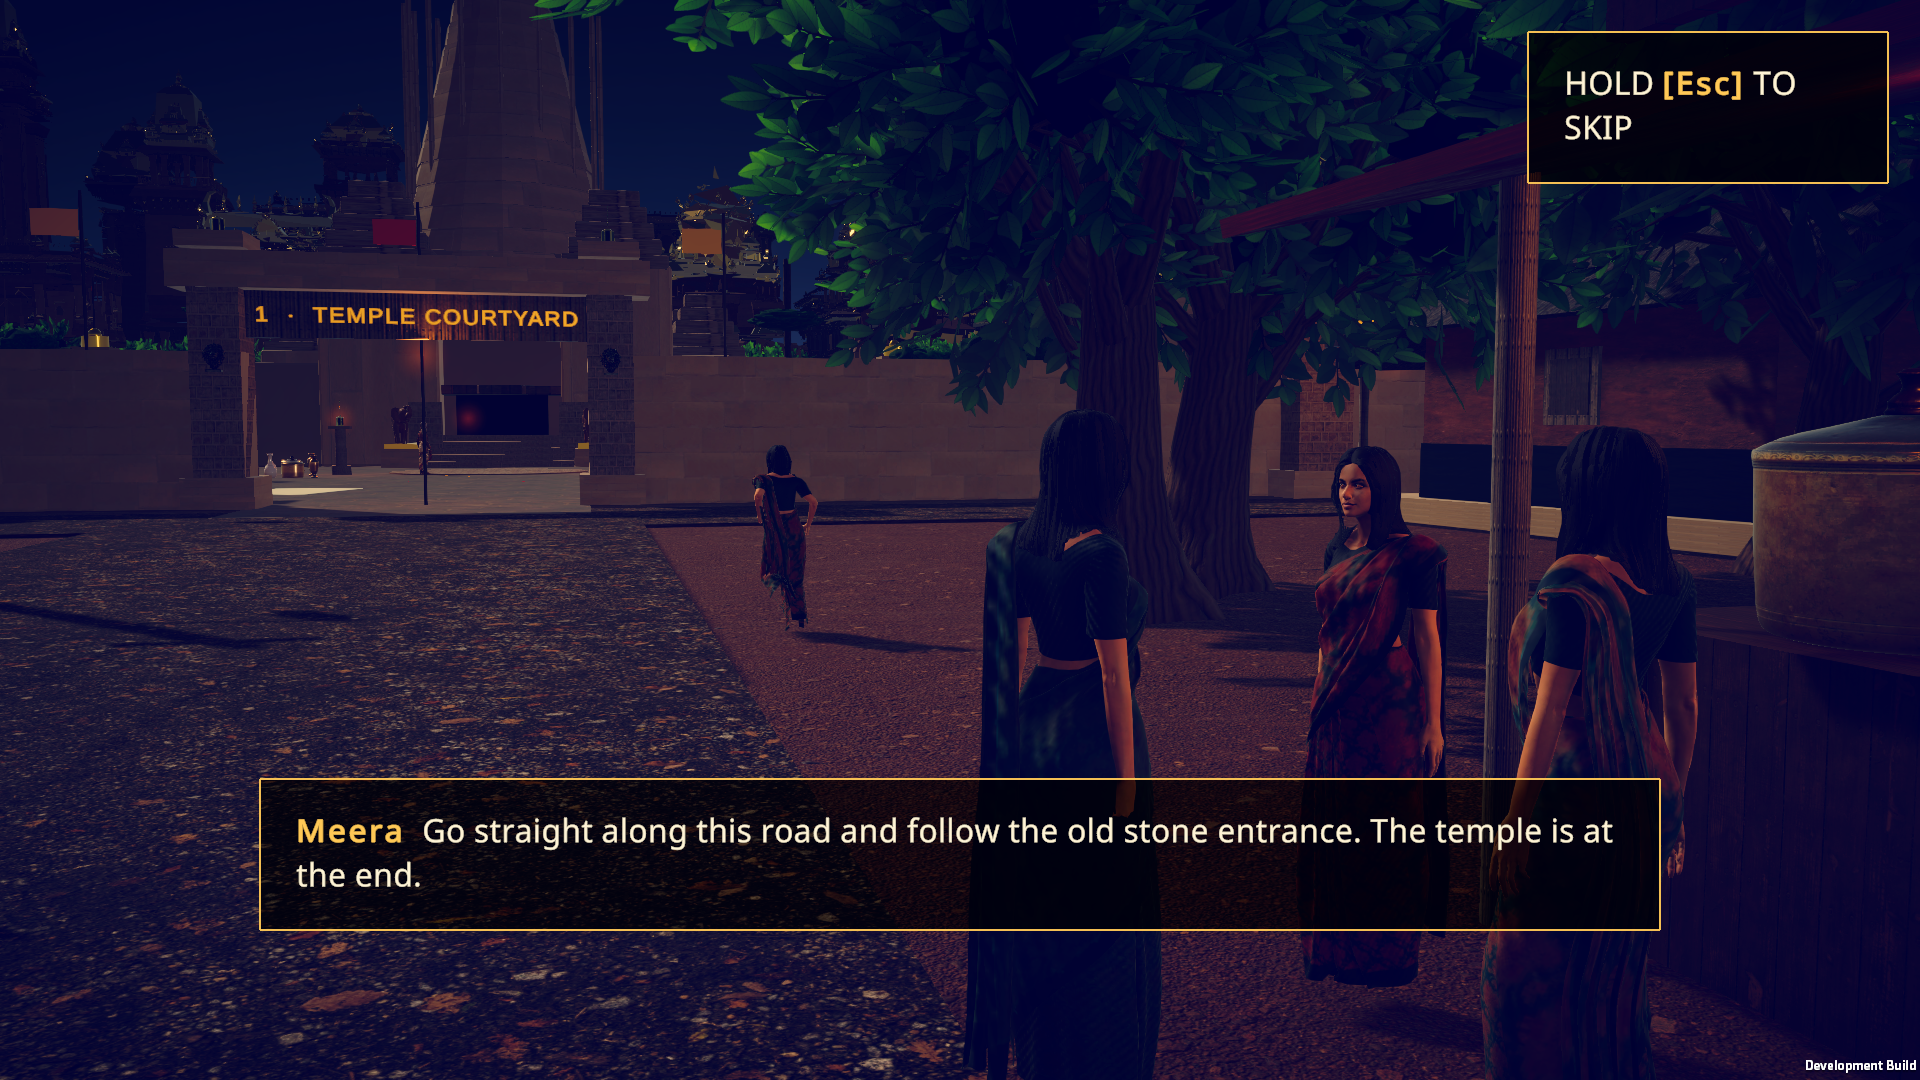 HOLD [Esc] TO
SKIP
1 · TEMPLE COURTYARD
Meera Go straight along this road and follow the old stone entrance. The temple is at
the end.
Development Build